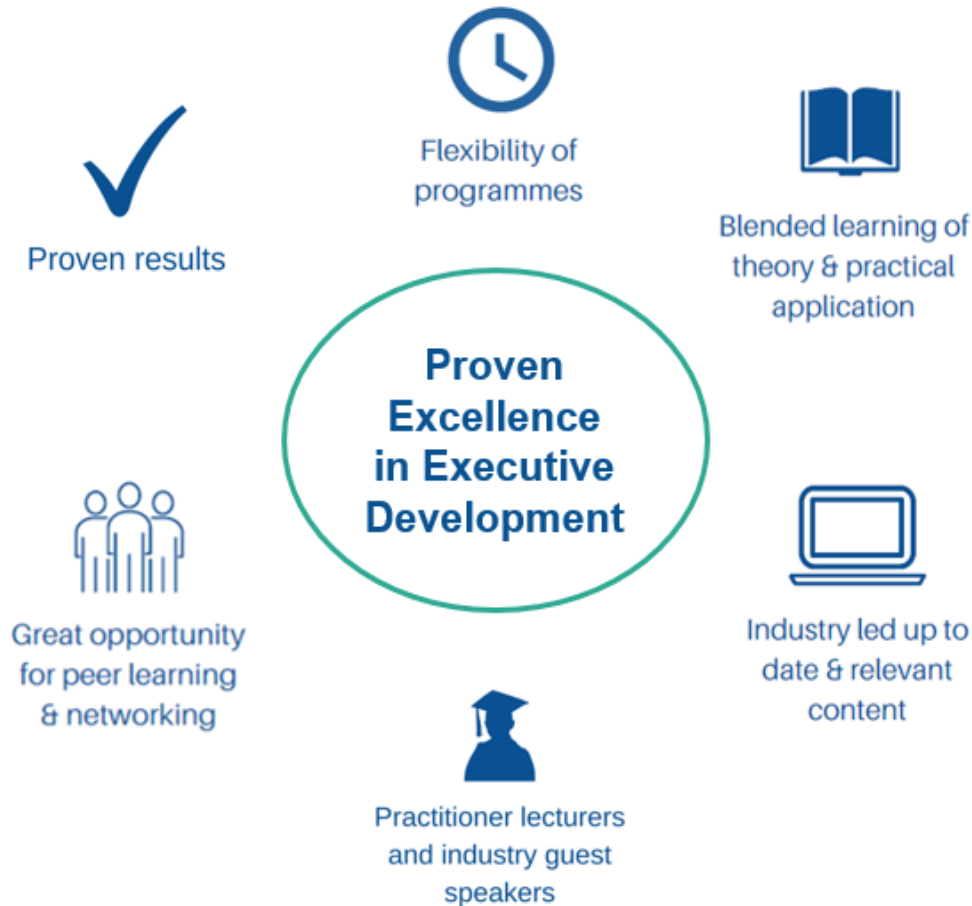 Flexibility of
programmes
Proven results
Blended learning of
theory & practical
application
Proven
Excellence
in Executive
Development
Great opportunity
for peer learning
& networking
Industry led up to
date & relevant
content
Practitioner lecturers
and industry guest
speakers